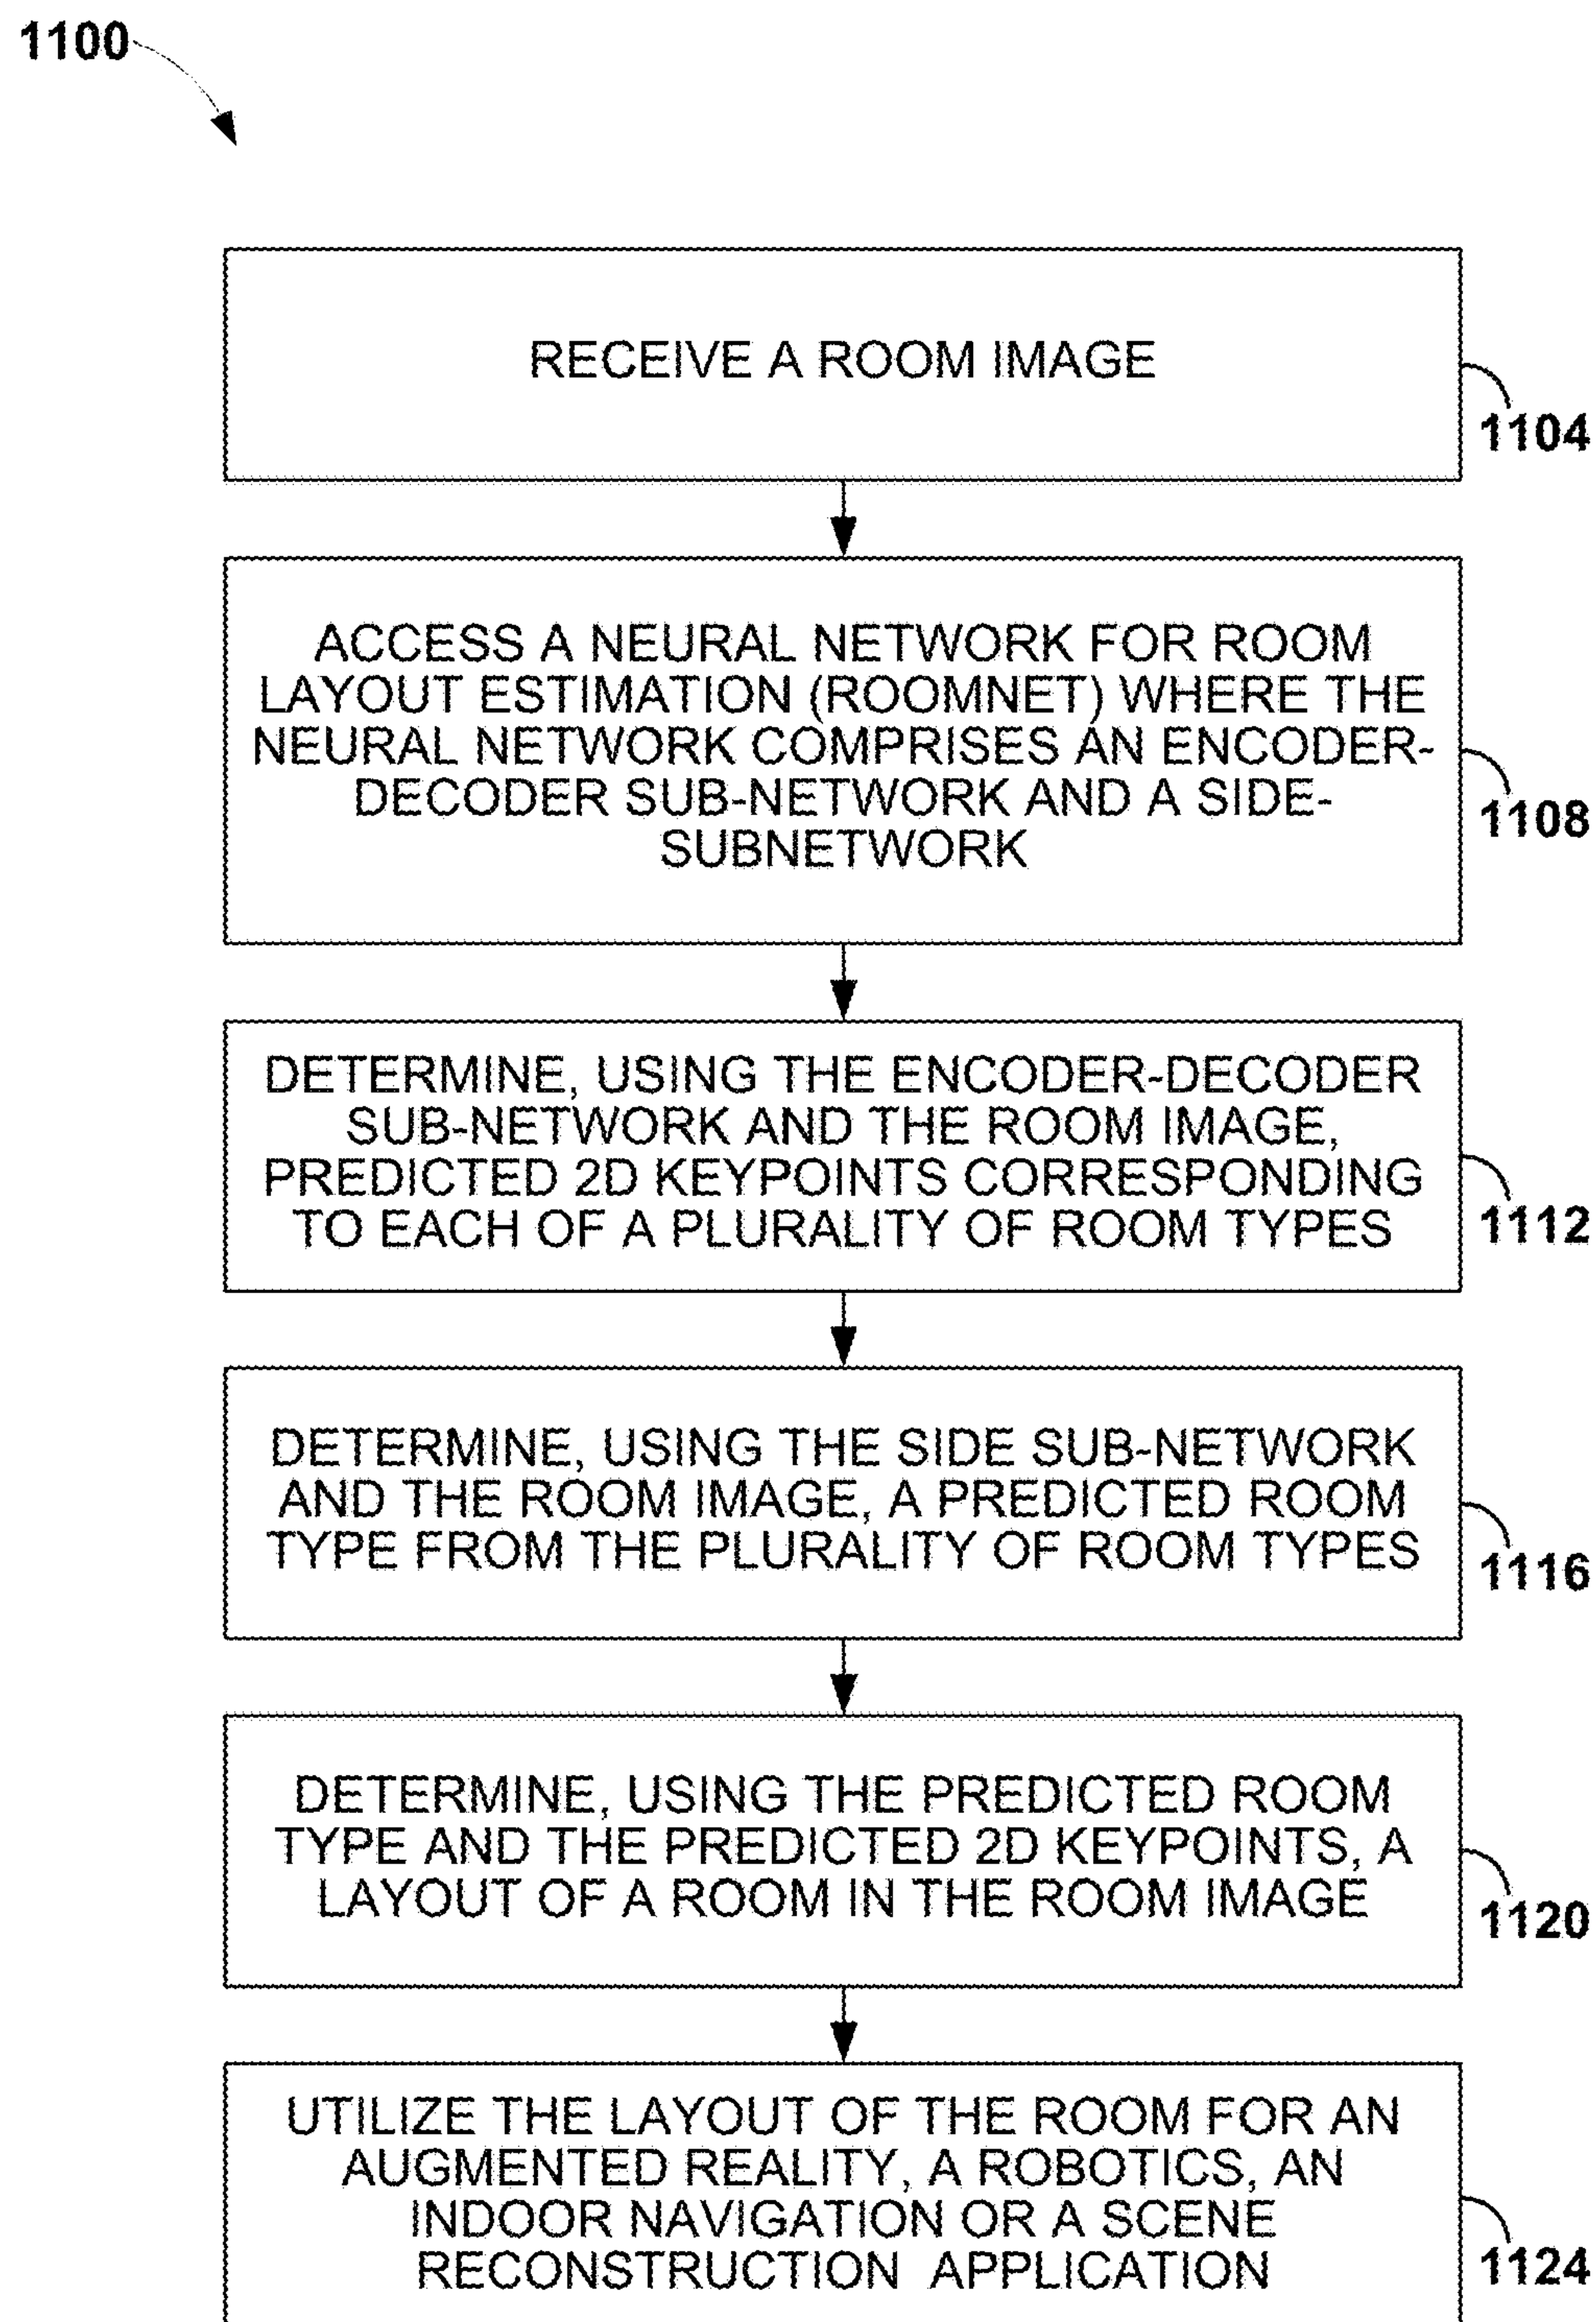 1100
RECEIVE A ROOM IMAGE
1104
ACCESS A NEURAL NETWORK FOR ROOM
LAYOUT ESTIMATION (ROOMNET) WHERE THE
NEURAL NETWORK COMPRISES AN ENCODER-
DECODER SUB-NETWORK AND A SIDE-
SUBNETWORK
1108
DETERMINE, USING THE ENCODER-DECODER
SUB-NETWORK AND THE ROOM IMAGE,
PREDICTED 2D KEYPOINTS CORRESPONDING
TO EACH OF A PLURALITY OF ROOM TYPES
1112
DETERMINE, USING THE SIDE SUB-NETWORK
AND THE ROOM IMAGE, A PREDICTED ROOM
TYPE FROM THE PLURALITY OF ROOM TYPES
1116
DETERMINE, USING THE PREDICTED ROOM
TYPE AND THE PREDICTED 2D KEYPOINTS, A
LAYOUT OF A ROOM IN THE ROOM IMAGE
1120
UTILIZE THE LAYOUT OF THE ROOM FOR AN
AUGMENTED REALITY, A ROBOTICS, AN
INDOOR NAVIGATION OR A SCENE
RECONSTRUCTION APPLICATION
1124